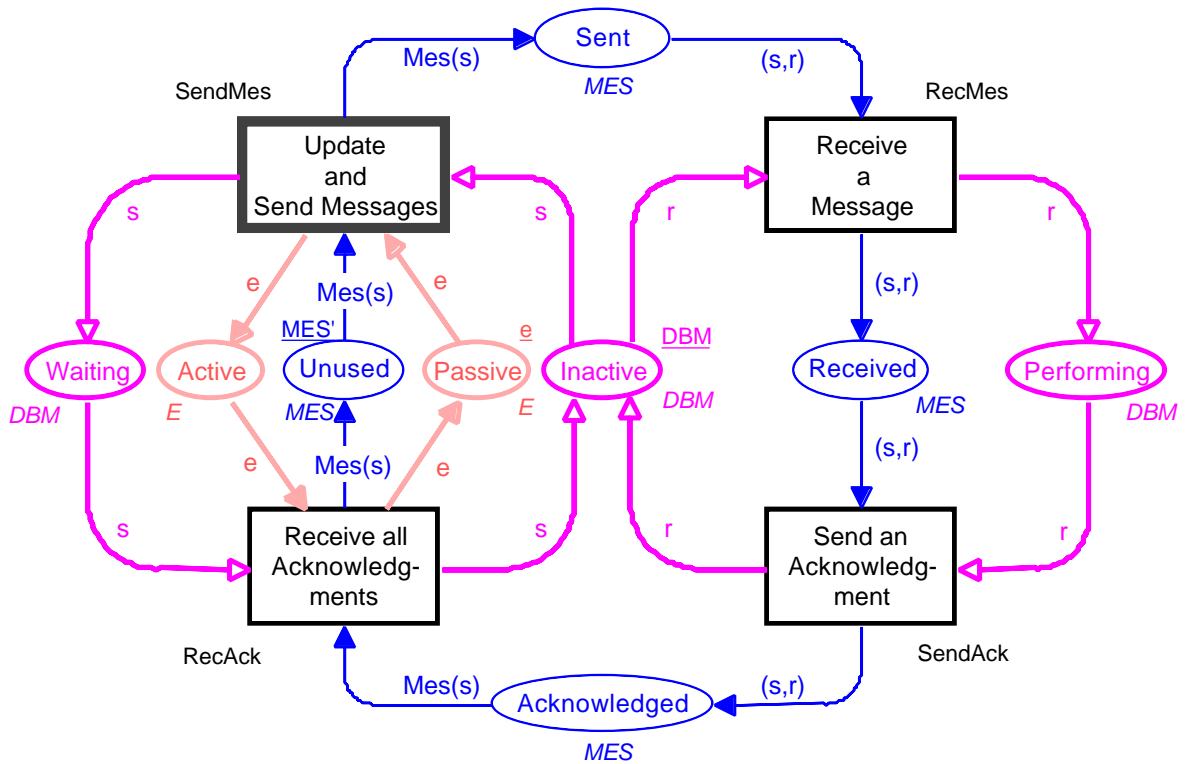 Sent
Mes(s)
(s,r)
MES
SendMes
RecMes
Update
and
Send Messages
Receive
a
Message
s
s
r
r
e
e
Mes(s)
(s,r)
MES'
e
DBM
Waiting
Active
Unused
Passive
Inactive
Received
Performing
DBM
E
MES
E
DBM
MES
DBM
e
Mes(s)
e
(s,r)
s
s
r
r
Receive all
Acknowledg-
ments
Send an
Acknowledg-
ment
RecAck
SendAck
Mes(s)
Acknowledged
(s,r)
MES